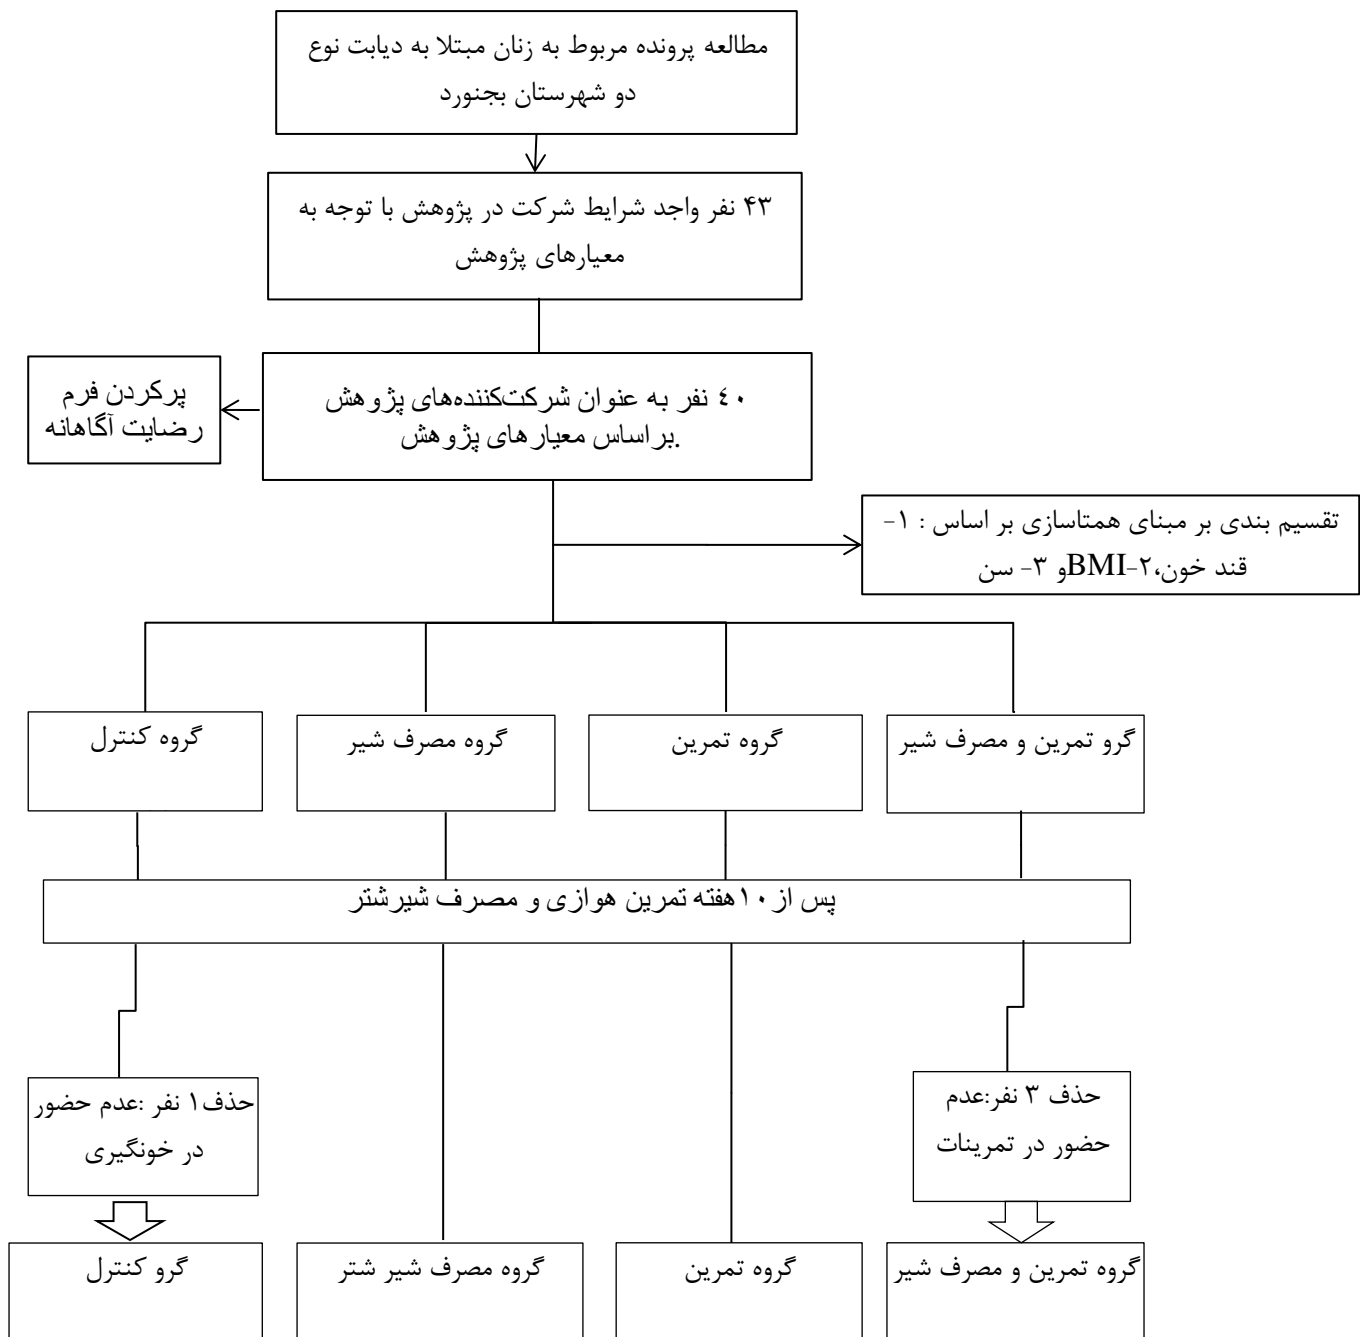 مطالعه پرونده مربوط به زنان مبتلا به دیابت نوع
دو شهرستان بجنورد
۴۳ نفر واجد شرایط شرکت در پژوهش با توجه به
معیارهای پژوهش
٤٠ نفر به عنوان شرکت‌کننده‌های پژوهش
براساس معیارهای پژوهش.
پرکردن فرم
رضایت آگاهانه
تقسیم بندی بر مبنای همتاسازی بر اساس : ۱-
قند خون،۲-BMIو ۳- سن
گرو تمرین و مصرف شیر
گروه تمرین
گروه مصرف شیر
گروه کنترل
پس از ۱۰هفته تمرین هوازی و مصرف شیرشتر
حذف ۳ نفر:عدم
حضور در تمرینات
حذف۱ نفر :عدم حضور
در خونگیری
گروه تمرین و مصرف شیر
گروه تمرین
گروه مصرف شیر شتر
گرو کنترل